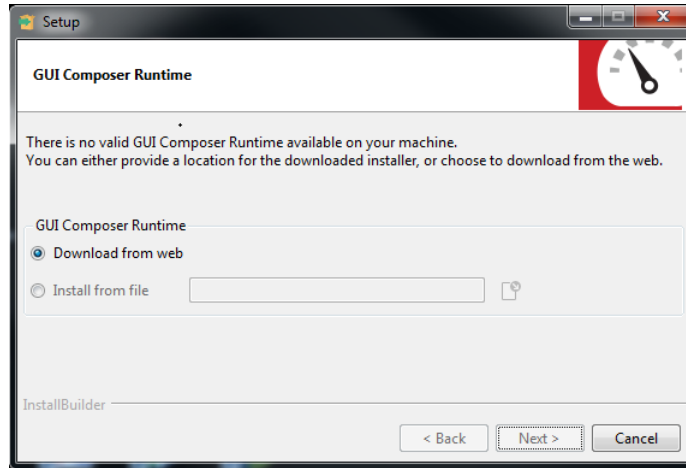 Setup
GUI Composer Runtime
There is no valid GUI Composer Runtime available on your machine.
You can either provide a location for the downloaded installer, or choose to download from the web.
GUI Composer Runtime
Download from web
Install from file
InstallBuilder
< Back Next > Cancel